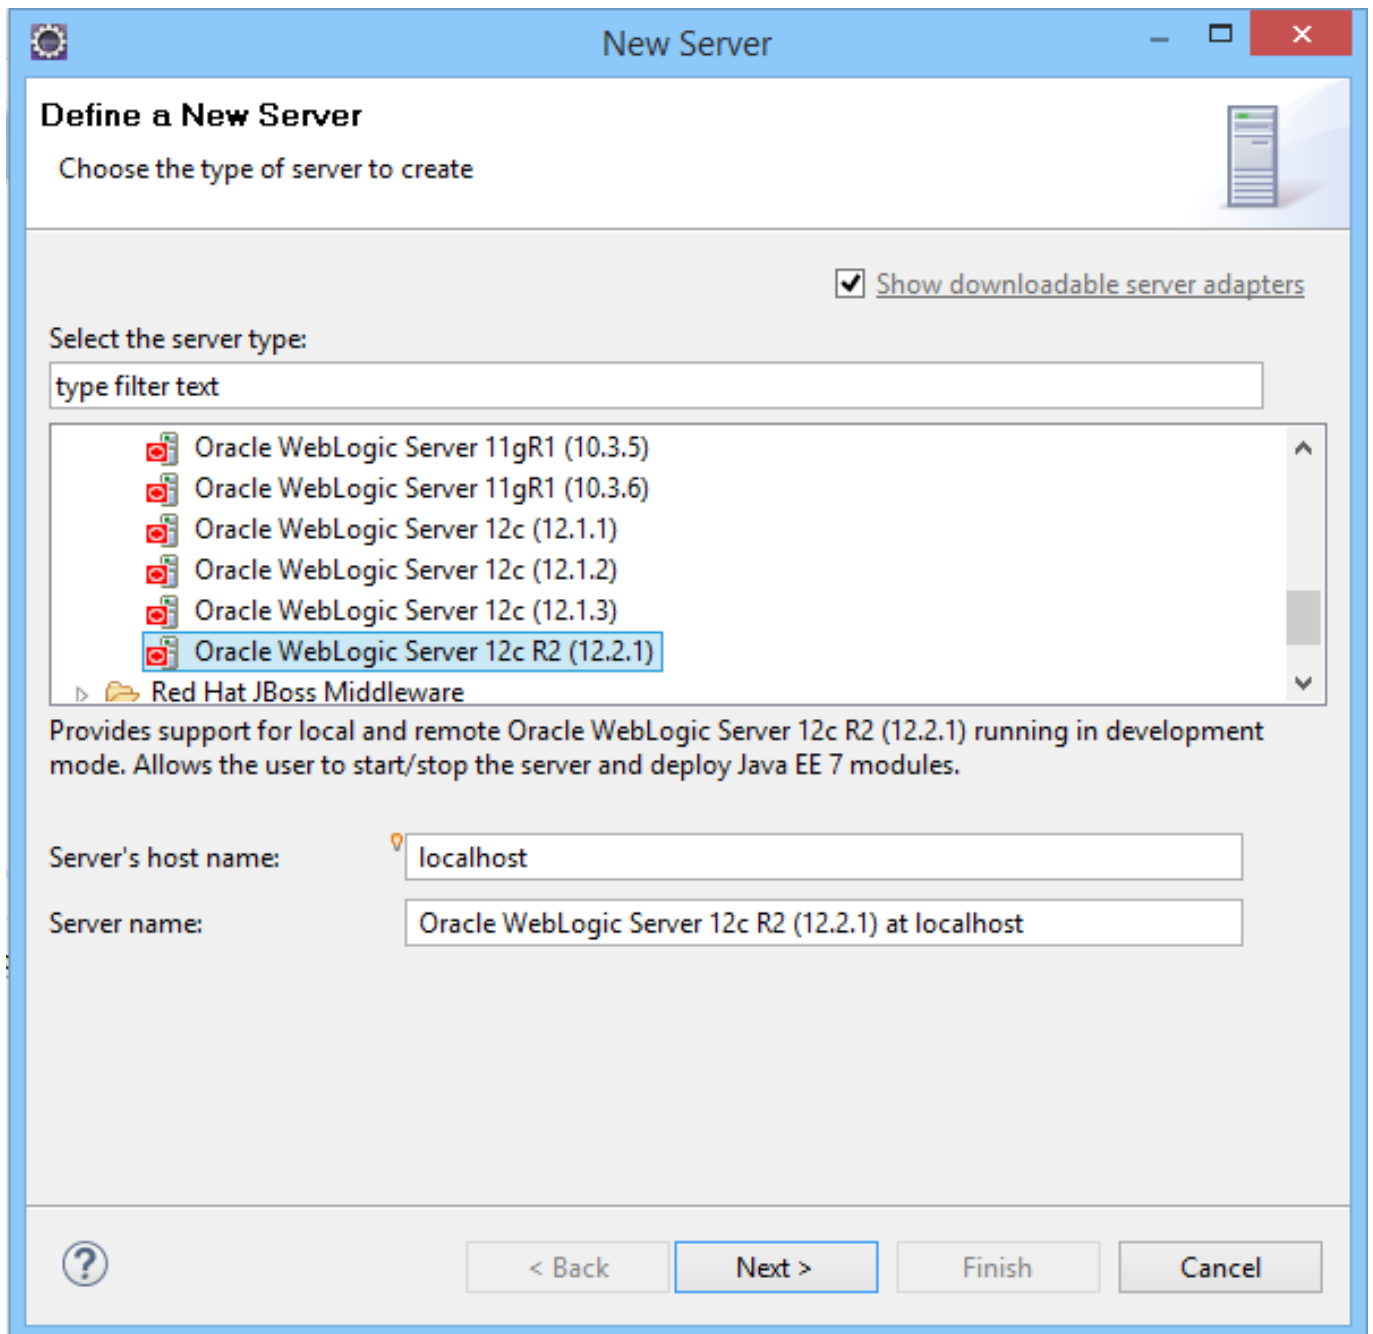 New Server
Define a New Server
Choose the type of server to create
Show downloadable server adapters
Select the server type:
type filter text
Oracle WebLogic Server 11gR1 (10.3.5)
Oracle WebLogic Server 11gR1 (10.3.6)
Oracle WebLogic Server 12c (12.1.1)
Oracle WebLogic Server 12c (12.1.2)
Oracle WebLogic Server 12c (12.1.3)
Oracle WebLogic Server 12c R2 (12.2.1)
Red Hat JBoss Middleware
Provides support for local and remote Oracle WebLogic Server 12c R2 (12.2.1) running in development
mode. Allows the user to start/stop the server and deploy Java EE 7 modules.
Server's host name: localhost
Server name: Oracle WebLogic Server 12c R2 (12.2.1) at localhost
? < Back Next > Finish Cancel